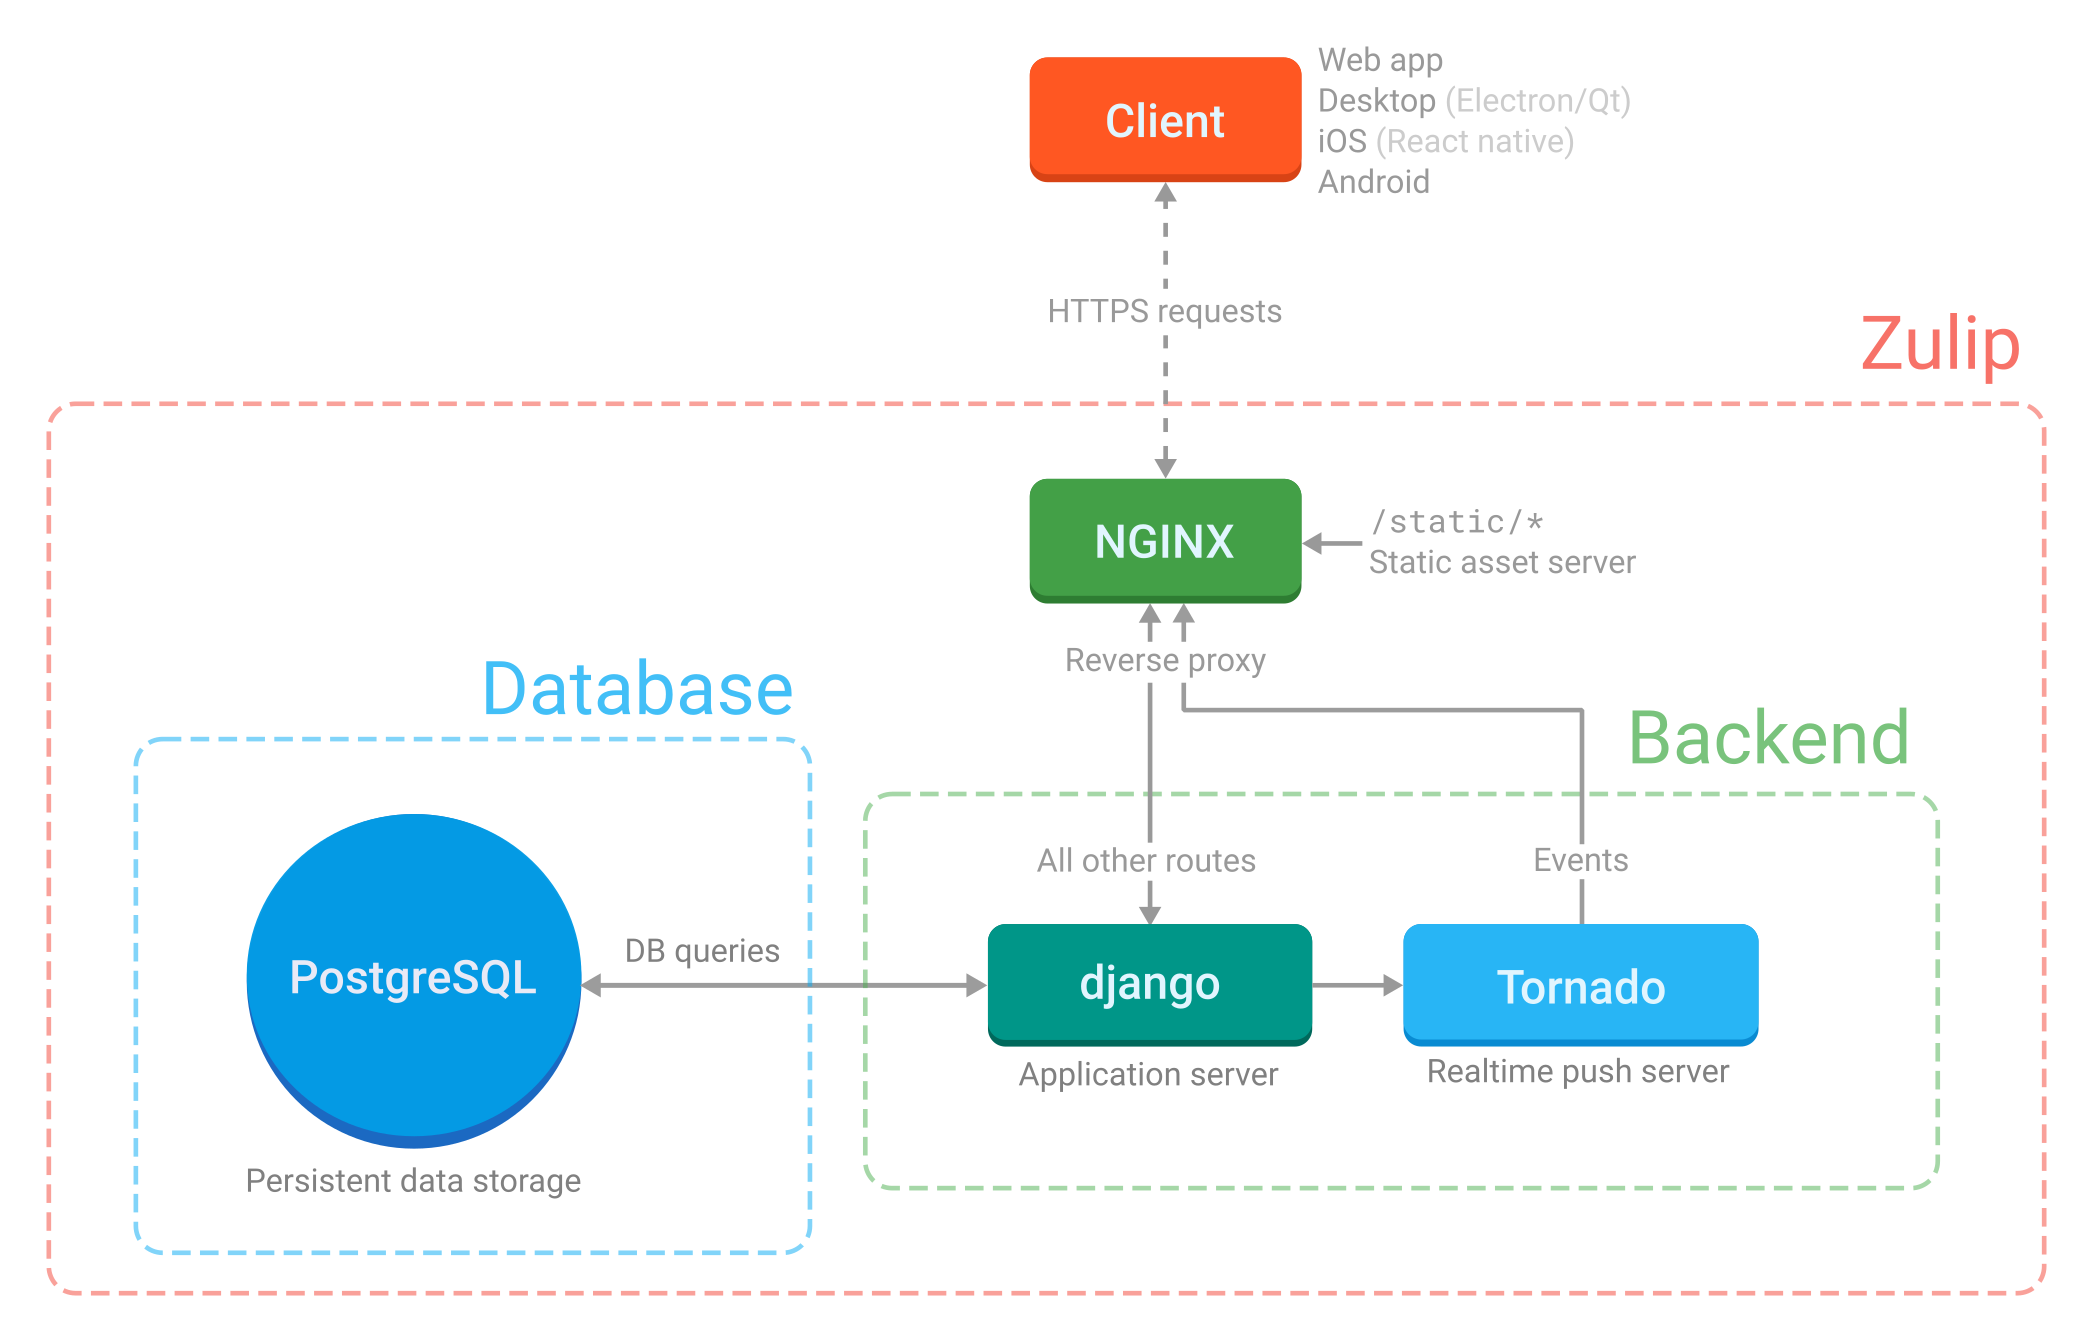 Client
Web app
Desktop (Electron/Qt)
iOS (React native)
Android
HTTPS requests
Zulip
NGINX
/static/*
Static asset server
Reverse proxy
Database
Backend
All other routes
Events
PostgreSQL
DB queries
django
Tornado
Application server
Realtime push server
Persistent data storage